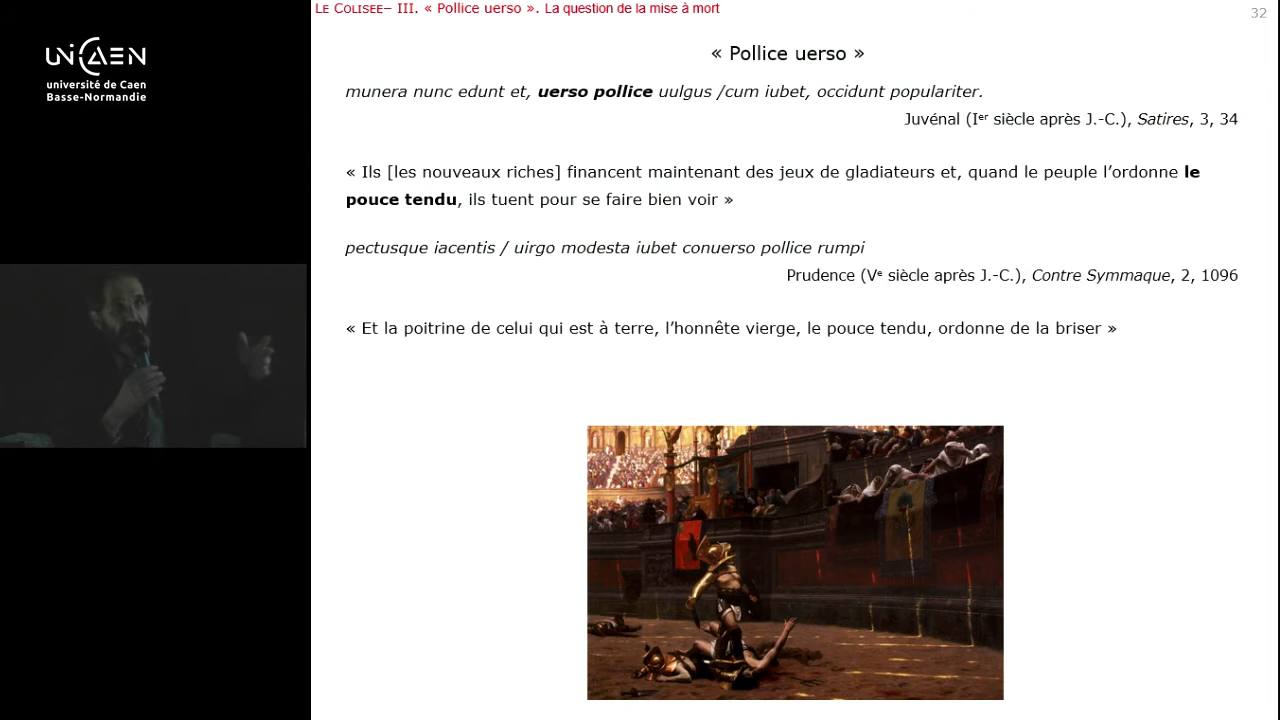 LE COLISEE– III. « Pollice uerso ». La question de la mise à mort
32
UNICAEN
université de Caen
Basse-Normandie
« Pollice uerso »
munera nunc edunt et, uerso pollice uulgus /cum iubet, occidunt populariter.
Juvénal (Ier siècle après J.-C.), Satires, 3, 34
« Ils [les nouveaux riches] financent maintenant des jeux de gladiateurs et, quand le peuple l’ordonne le
pouce tendu, ils tuent pour se faire bien voir »
pectusque iacentis / uirgo modesta iubet conuerso pollice rumpi
Prudence (Ve siècle après J.-C.), Contre Symmaque, 2, 1096
« Et la poitrine de celui qui est à terre, l’honnête vierge, le pouce tendu, ordonne de la briser »